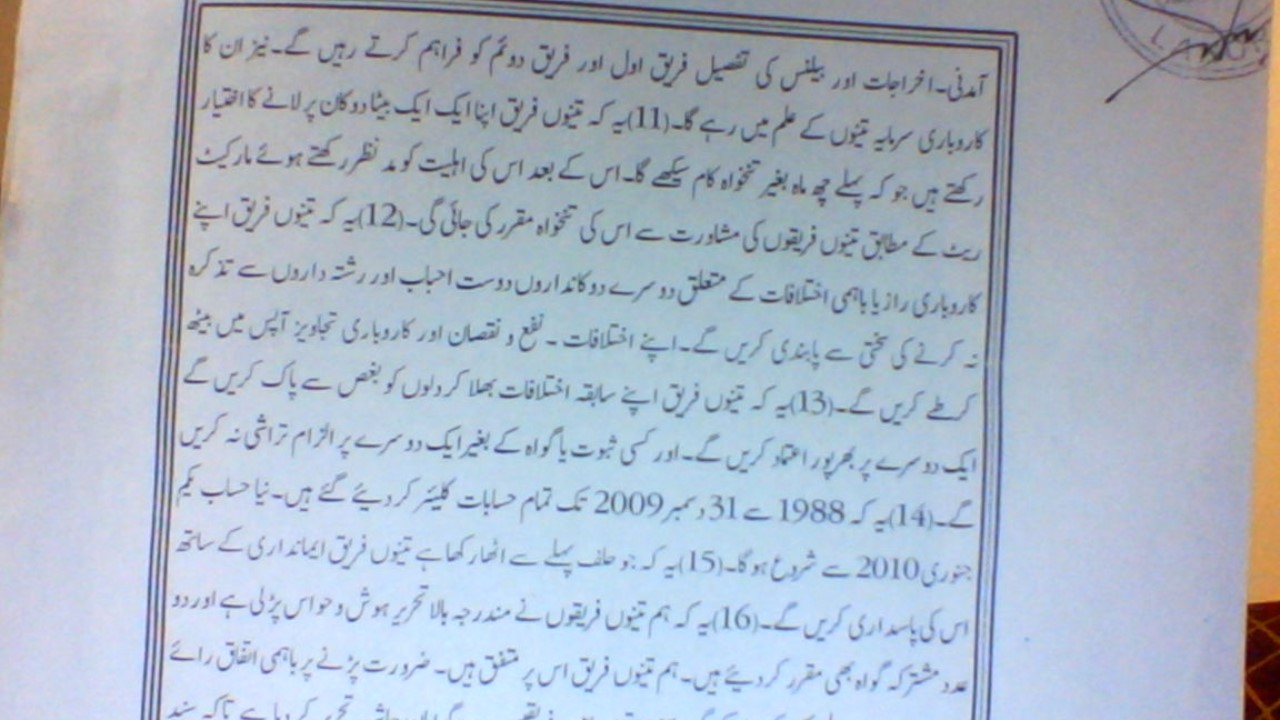 آمدنی۔اخراجات اور بیلنس کی تفصیل فریق اول اور فریق دوئم کو فراہم کرتے رہیں گے۔نیز ان کا
کاروباری سرمایہ تینوں کے علم میں رہے گا۔(11)یہ کہ تینوں فریق اپنا ایک ایک بیٹا دوکان پر لانے کا اختیار
رکھتے ہیں جو کہ پہلے چھ ماہ بغیر تنخواہ کام سیکھے گا۔اس کے بعد اس کی اہلیت کو مد نظر رکھتے ہوئے مارکیٹ
ریٹ کے مطابق تینوں فریقوں کی مشاورت سے اس کی تنخواہ مقرر کی جائی گی۔(12)یہ کہ تینوں فریق اپنے
کاروباری راز یا باہمی اختلافات کے متعلق دوسرے دوکانداروں دوست احباب اور رشتہ داروں سے تذکرہ
نہ کرنے کی سختی سے پابندی کریں گے۔اپنے اختلافات ۔ نفع و نقصان اور کاروباری تجاویز آپس میں بیٹھ
کر طے کریں گے۔(13)یہ کہ تینوں فریق اپنے سابقہ اختلافات بھلا کر دلوں کو بغض سے پاک کریں گے
ایک دوسرے پر بھرپور اعتماد کریں گے۔اور کسی ثبوت یا گواہ کے بغیر ایک دوسرے پر الزام تراشی نہ کریں
گے۔(14)یہ کہ 1988 سے 31 دسمبر 2009 تک تمام حسابات کلیئر کر دیئے گئے ہیں۔نیا حساب یکم
جنوری 2010 سے شروع ہو گا۔(15)یہ کہ جو حلف پہلے سے اٹھا رکھا ہے تینوں فریق ایمانداری کے ساتھ
اس کی پاسداری کریں گے۔(16)یہ کہ ہم تینوں فریقوں نے مندرجہ بالا تحریر ہوش و حواس پڑلی ہے اور دو
عدد مشترکہ گواہ بھی مقرر کر دیئے ہیں۔ہم تینوں فریق اس پر متفق ہیں۔ضرورت پڑنے پر باہمی اتفاق رائے
تحریر کر دیا ہے تاکہ سند